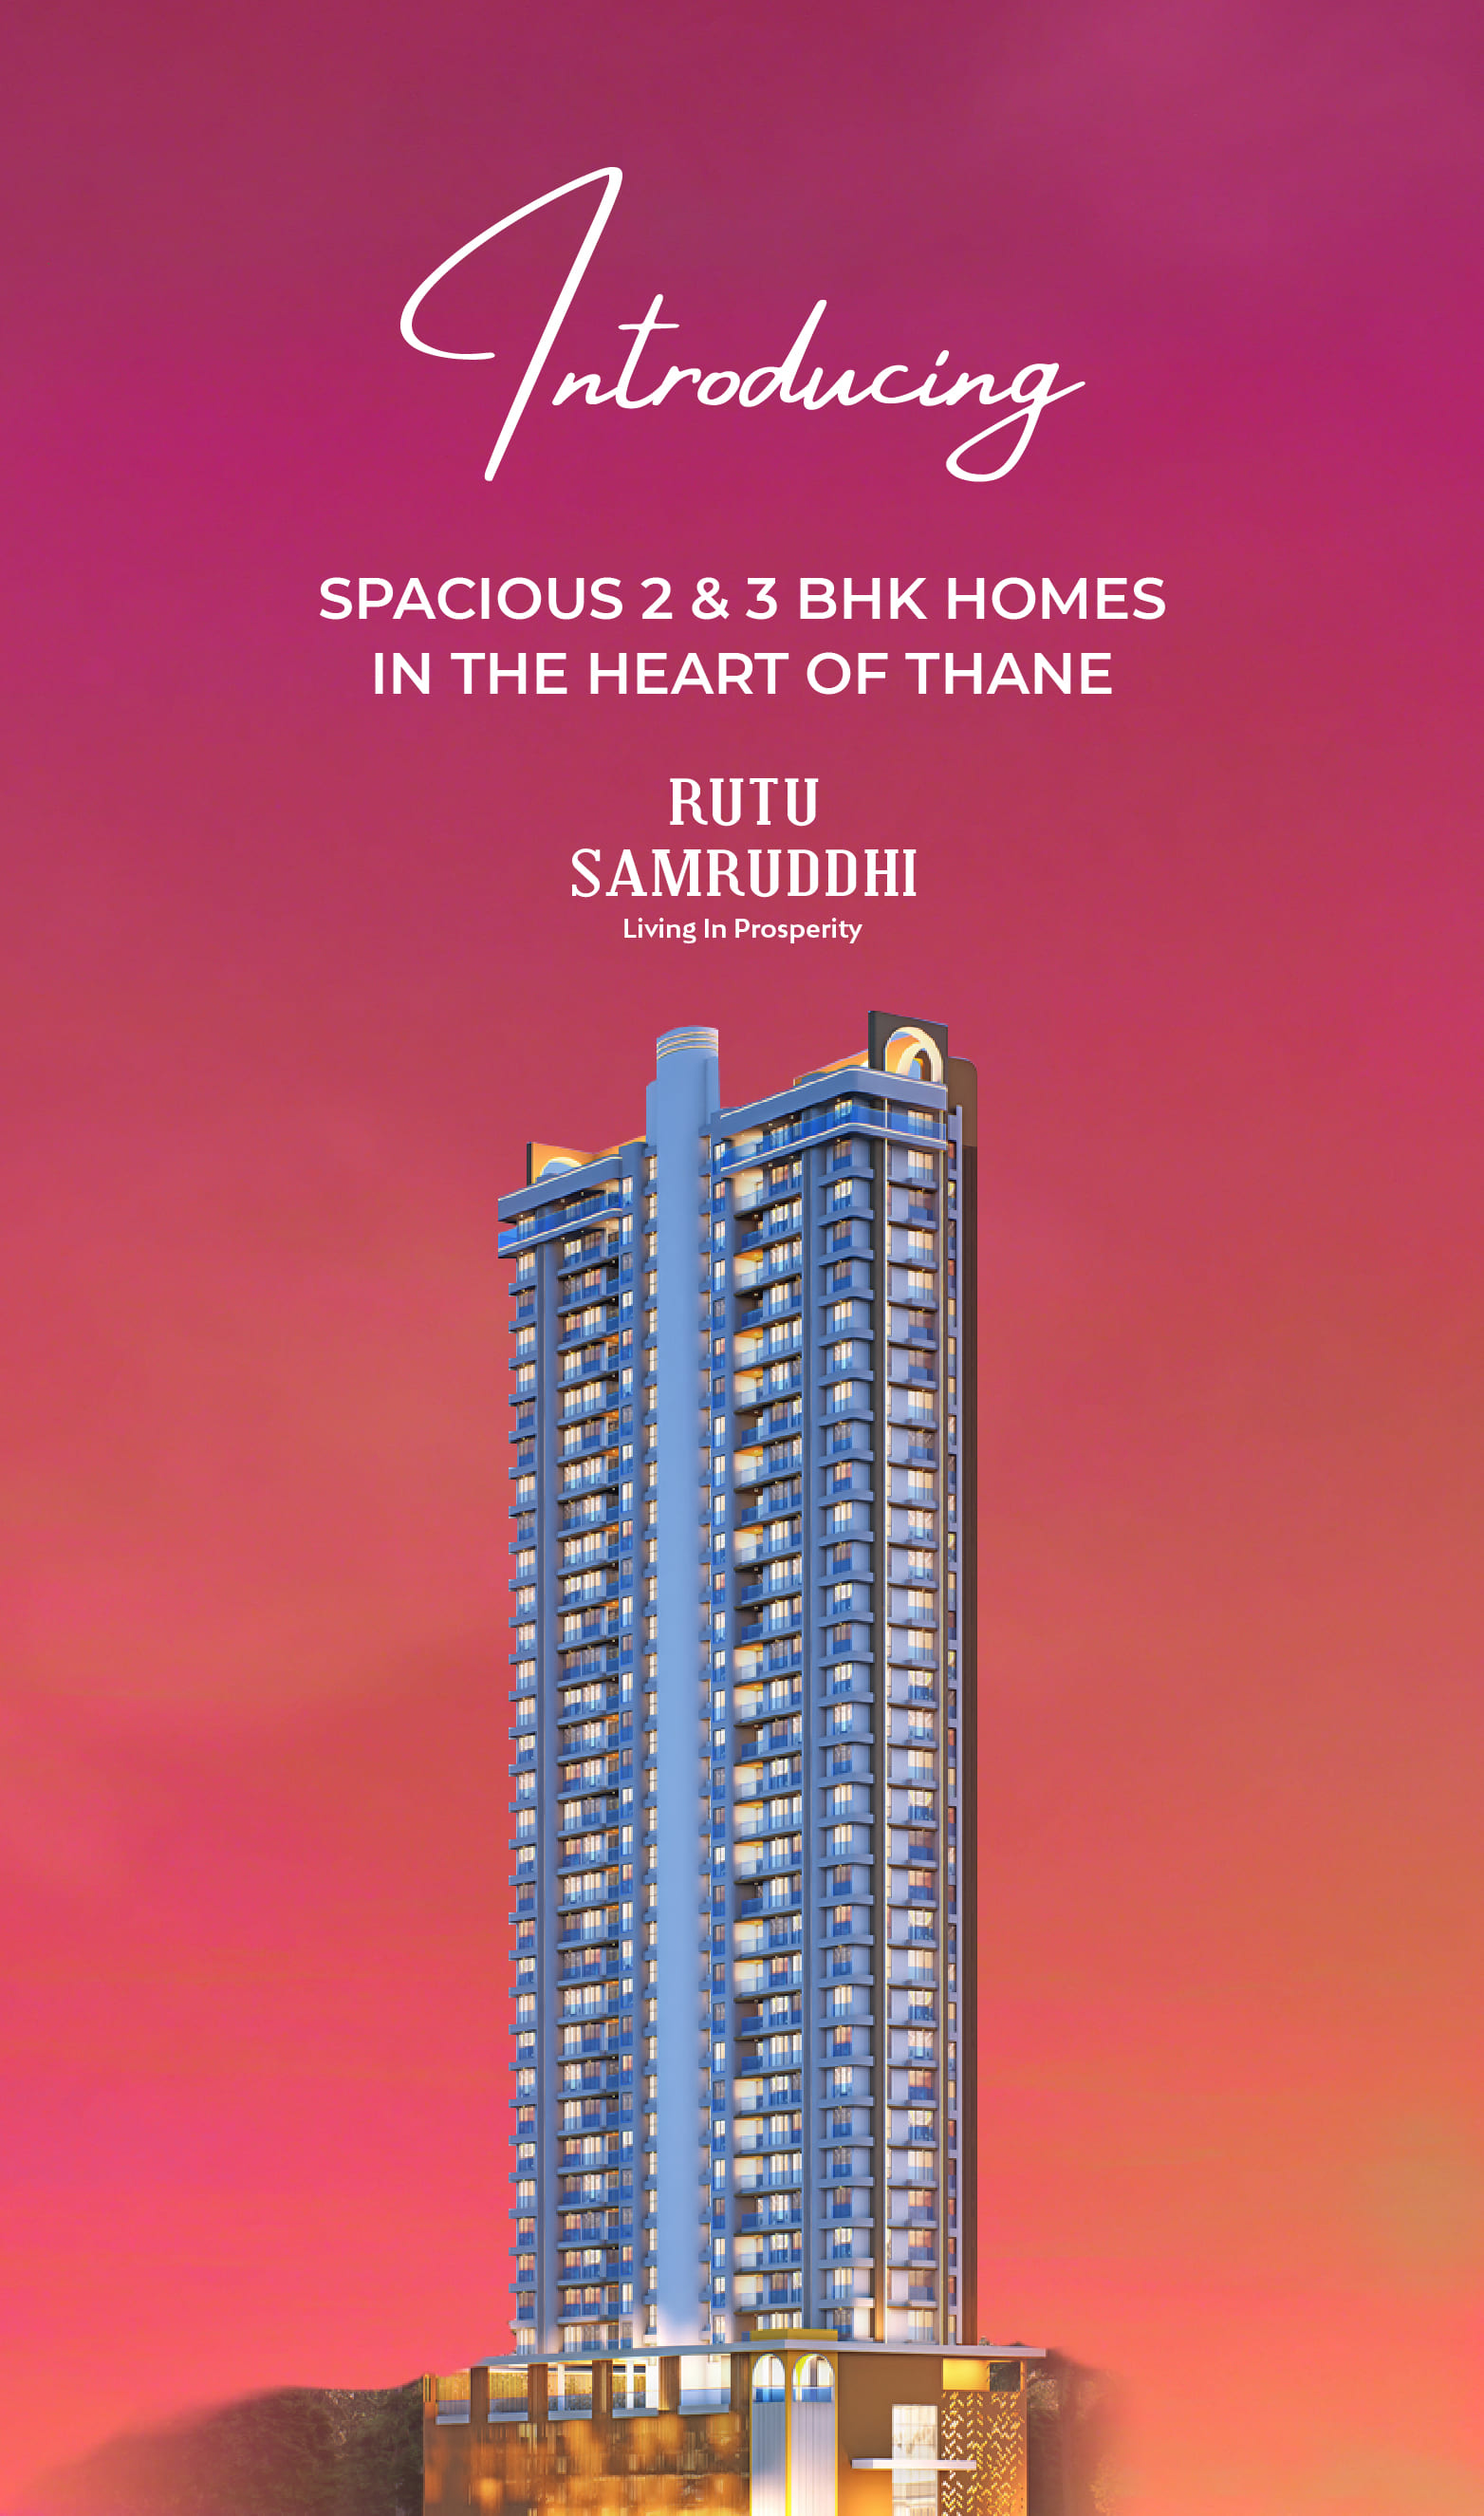 Introducing
SPACIOUS 2 & 3 BHK HOMES
IN THE HEART OF THANE
RUTU
SAMRUDDHI
Living In Prosperity